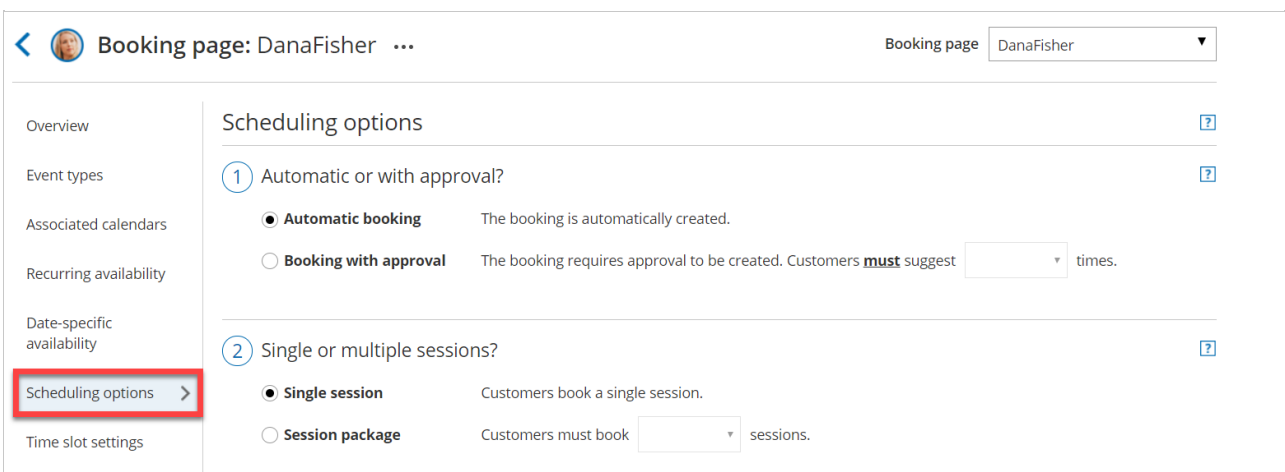 Booking page: DanaFisher ...
Booking page DanaFisher
Overview
Event types
Associated calendars
Recurring availability
Date-specific
availability
Scheduling options
Time slot settings
Scheduling options ?
1 Automatic or with approval? ?
Automatic booking The booking is automatically created.
Booking with approval The booking requires approval to be created. Customers must suggest times.
2 Single or multiple sessions? ?
Single session Customers book a single session.
Session package Customers must book sessions.